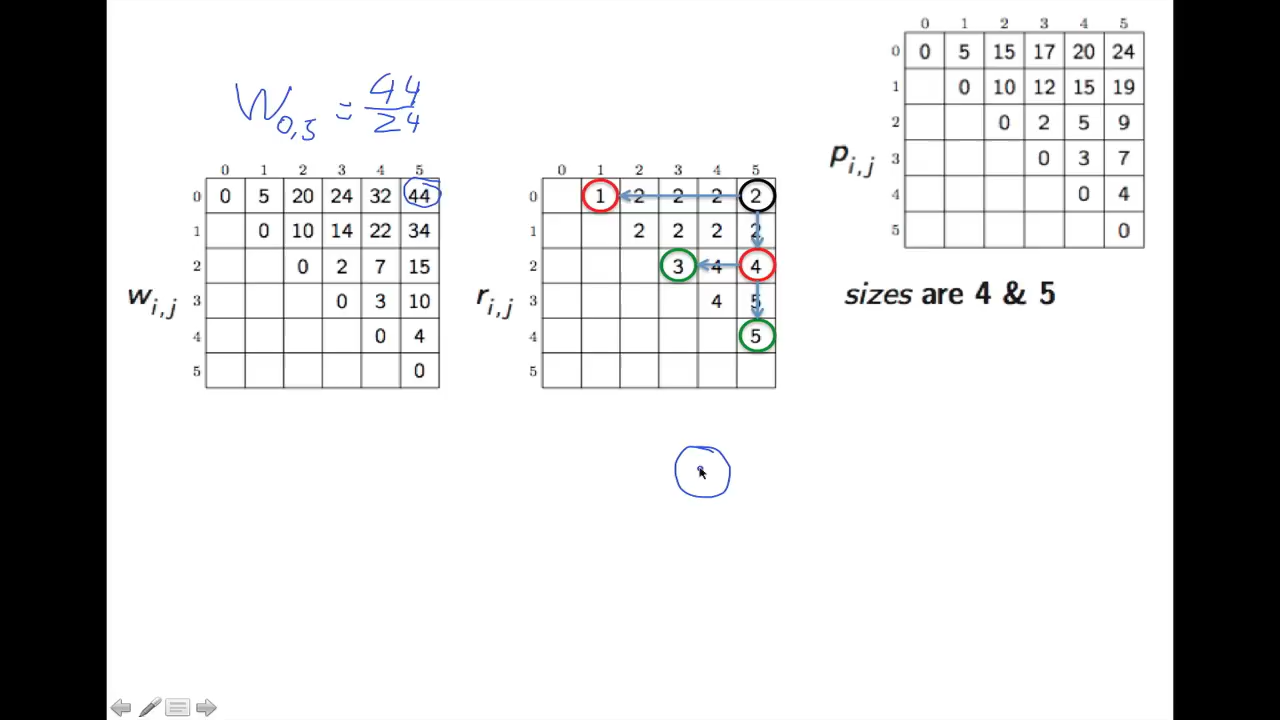 W0,5 = 44/24
0 1 2 3 4 5
0 0 5 20 24 32 44
1 0 10 14 22 34
2 0 2 7 15
3 0 3 10
4 0 4
5 0
wi,j
0 1 2 3 4 5
0 1 2 2 2 2
1 2 2 2 2
2 3 4 4
3 4 5
4 5
5
ri,j
0 1 2 3 4 5
0 0 5 15 17 20 24
1 0 10 12 15 19
2 0 2 5 9
3 0 3 7
4 0 4
5 0
pi,j
sizes are 4 & 5